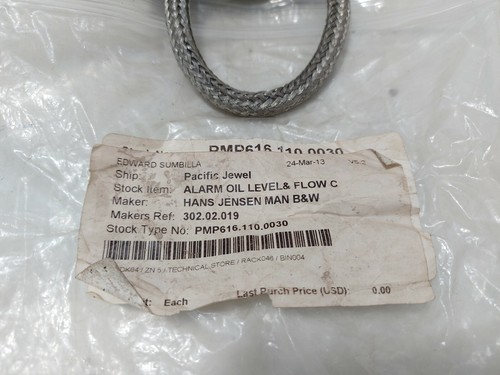 PMP616.110.0030
EDWARD SUMBILLA 24-Mar-13
Ship: Pacific Jewel
Stock Item: ALARM OIL LEVEL& FLOW C
Maker: HANS JENSEN MAN B&W
Makers Ref: 302.02.019
Stock Type No: PMP616.110.0030
/ TECHNICAL STORE / RACK046 / BIN004
Each Last Purch Price (USD): 0.00